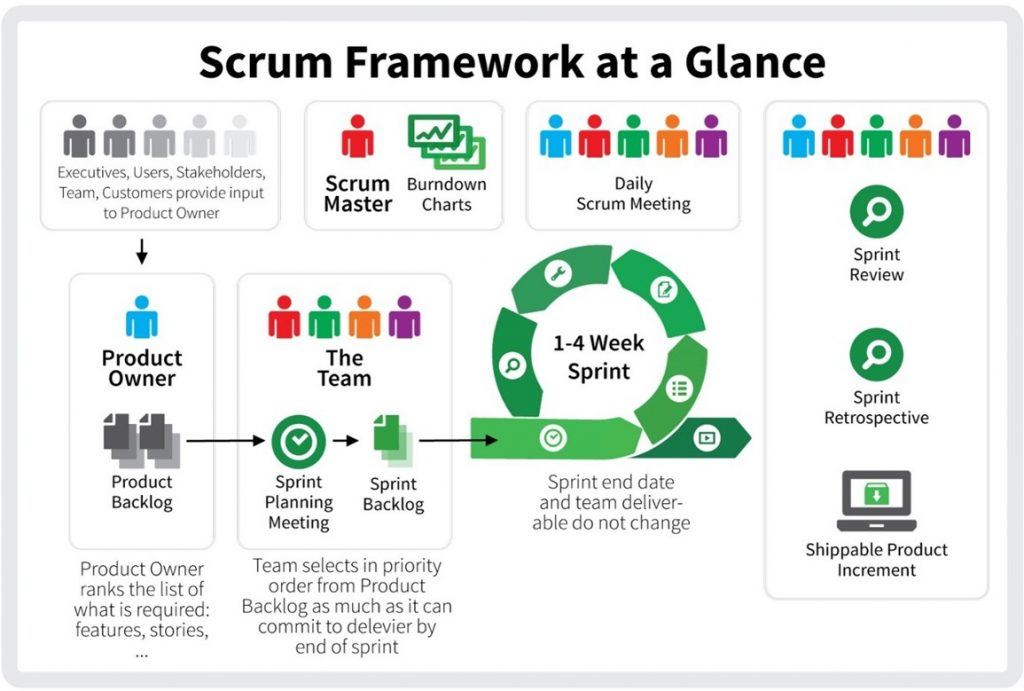 Scrum Framework at a Glance
Executives, Users, Stakeholders,
Team, Customers provide input
to Product Owner
Scrum
Master
Burndown
Charts
Daily
Scrum Meeting
Sprint
Review
Sprint
Retrospective
Shippable Product
Increment
Product
Owner
Product
Backlog
Product Owner
ranks the list of
what is required:
features, stories,
...
The
Team
Sprint
Planning
Meeting
Sprint
Backlog
Team selects in priority
order from Product
Backlog as much as it can
commit to delevier by
end of sprint
1-4 Week
Sprint
Sprint end date
and team deliver-
able do not change